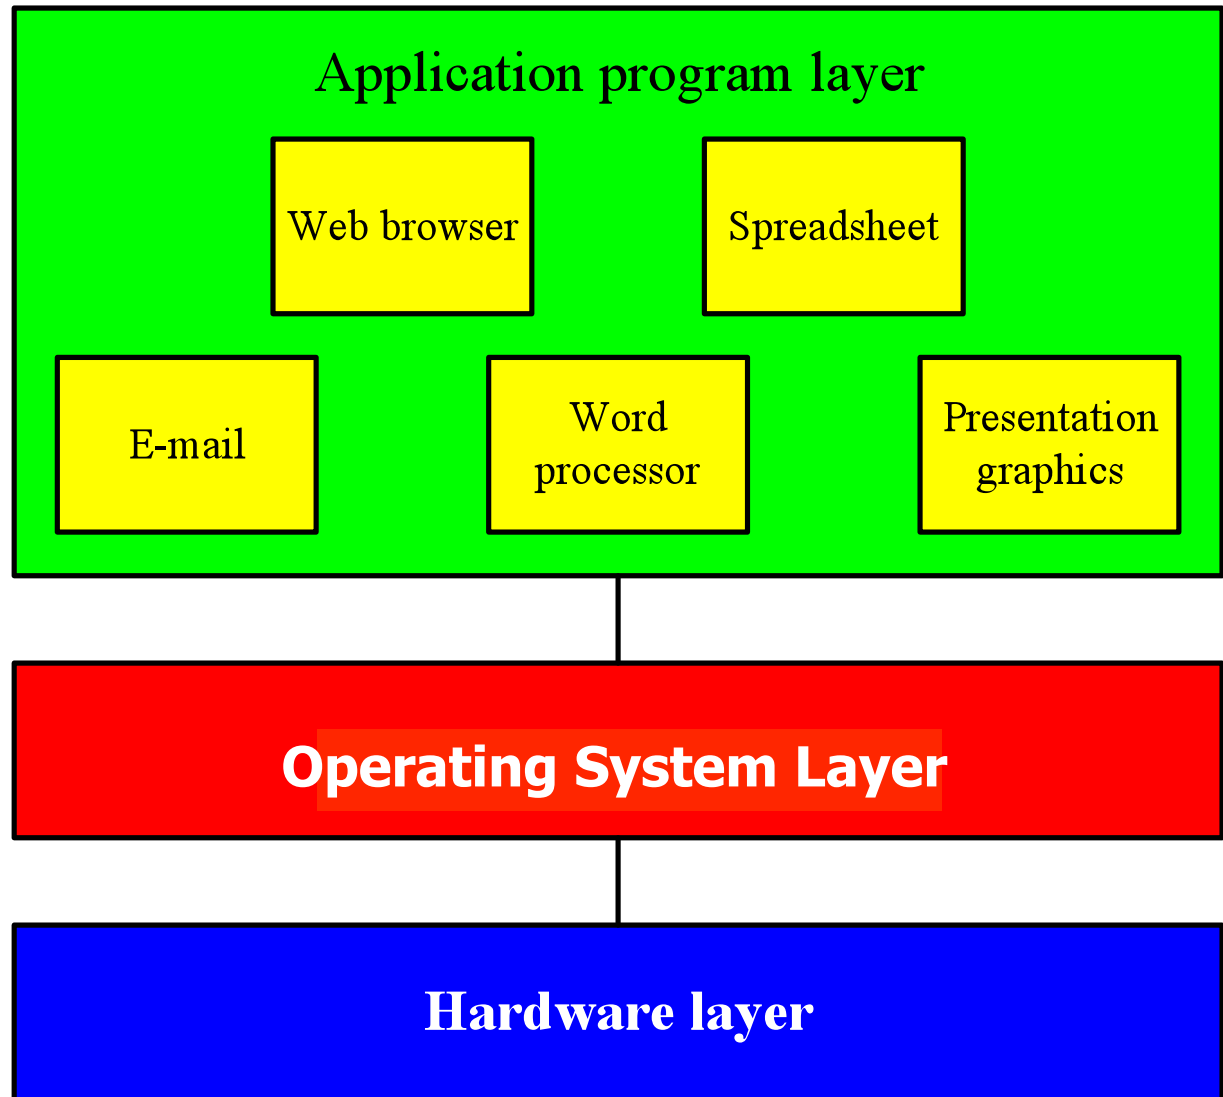 Application program layer
Web browser
Spreadsheet
E-mail
Word
processor
Presentation
graphics
Operating System Layer
Hardware layer